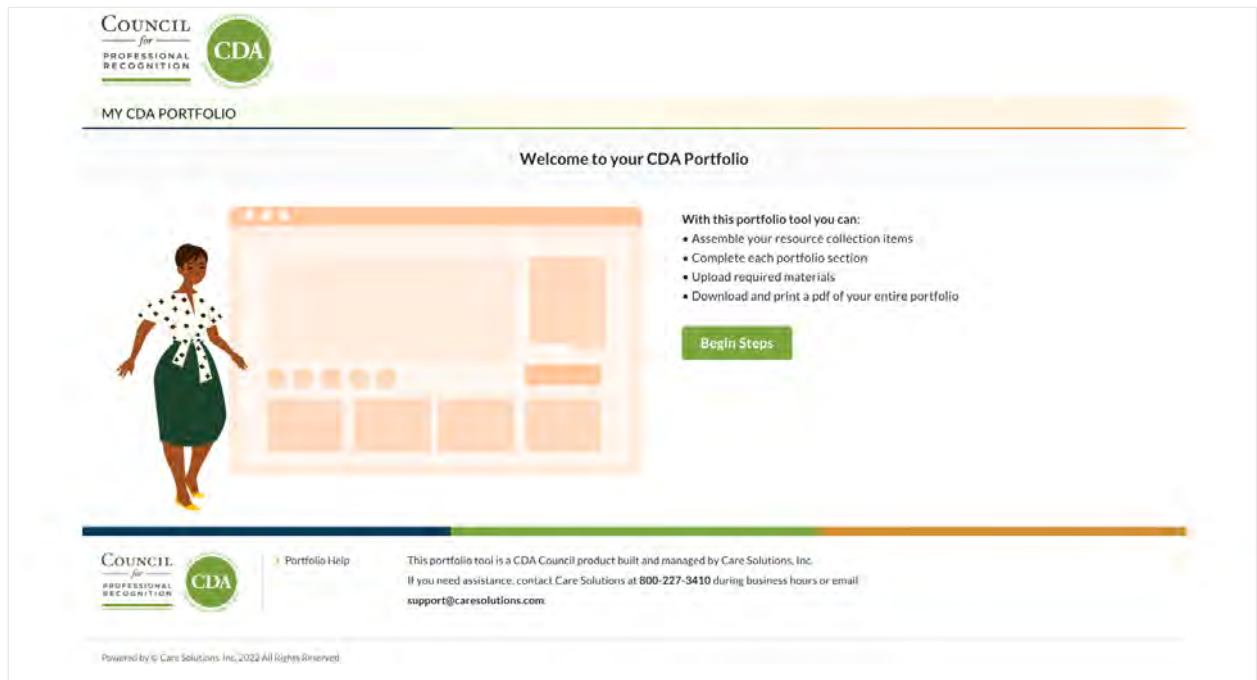 COUNCIL
for
PROFESSIONAL
RECOGNITION
CDA
MY CDA PORTFOLIO
Welcome to your CDA Portfolio
With this portfolio tool you can:
• Assemble your resource collection items
• Complete each portfolio section
• Upload required materials
• Download and print a pdf of your entire portfolio
Begin Steps
COUNCIL
for
PROFESSIONAL
RECOGNITION
CDA
› Portfolio Help
This portfolio tool is a CDA Council product built and managed by Care Solutions, Inc.
If you need assistance, contact Care Solutions at 800-227-3410 during business hours or email
support@caresolutions.com
Powered by © Care Solutions, Inc. 2022 All Rights Reserved